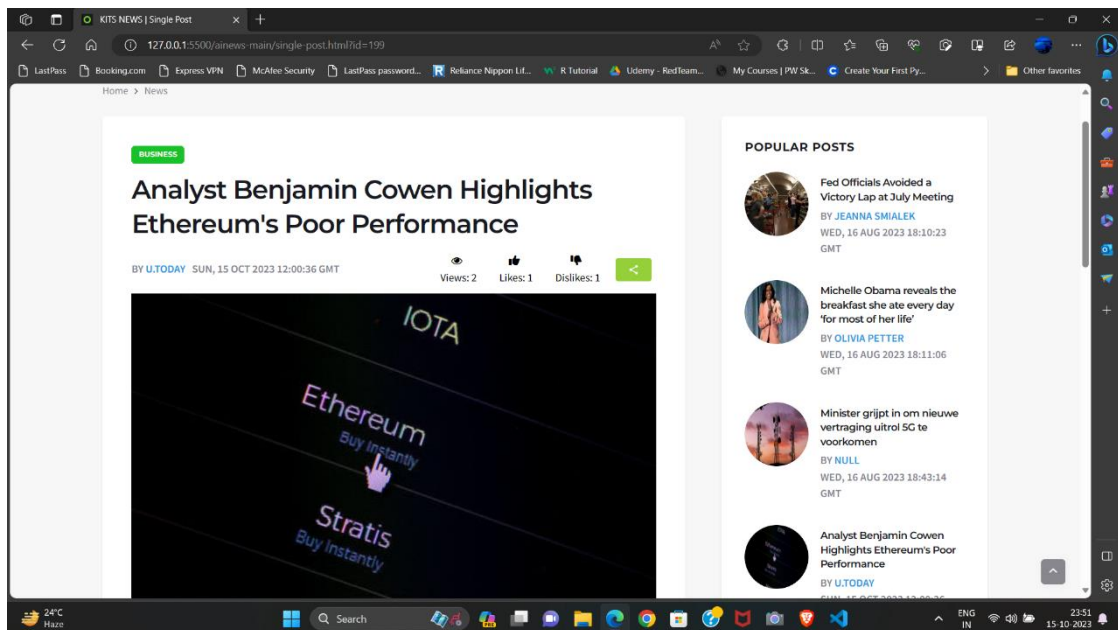 KITS NEWS | Single Post
127.0.0.1:5500/ainews-main/single-post.html?id=199
LastPass
Booking.com
Express VPN
McAfee Security
LastPass password...
Reliance Nippon Lif...
R Tutorial
Udemy - RedTeam...
My Courses | PW Sk...
Create Your First Py...
Other favorites
Home > News
BUSINESS
Analyst Benjamin Cowen Highlights
Ethereum's Poor Performance
BY U.TODAY SUN, 15 OCT 2023 12:00:36 GMT
Views: 2
Likes: 1
Dislikes: 1
IOTA
Ethereum
Buy Instantly
Stratis
Buy Instantly
POPULAR POSTS
Fed Officials Avoided a
Victory Lap at July Meeting
BY JEANNA SMIALEK
WED, 16 AUG 2023 18:10:23
GMT
Michelle Obama reveals the
breakfast she ate every day
'for most of her life'
BY OLIVIA PETTER
WED, 16 AUG 2023 18:11:06
GMT
Minister grijpt in om nieuwe
vertraging uitrol 5G te
voorkomen
BY NULL
WED, 16 AUG 2023 18:43:14
GMT
Analyst Benjamin Cowen
Highlights Ethereum's Poor
Performance
BY U.TODAY
24°C
Haze
Search
ENG
IN
23:51
15-10-2023